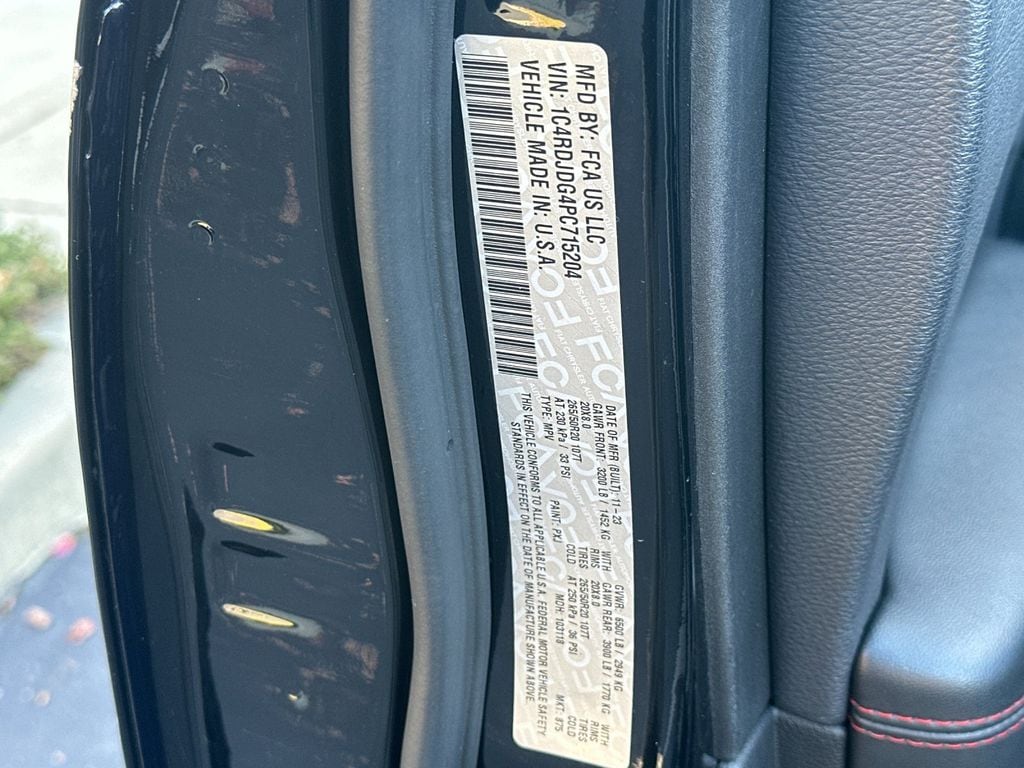 MFD BY: FCA US LLC
VIN: 1C4RDJDG4PC715204
VEHICLE MADE IN: U.S.A.
DATE OF MFR (BUILT): 11-23 GVWR: 6500 LB / 2949 KG
GAWR FRONT: 3200 LB / 1452 KG WITH GAWR REAR: 3900 LB / 1770 KG WITH
20X8.0 RIMS 20X8.0 RIMS
265/50R20 107T TIRES 265/50R20 107T TIRES
AT 230 kPa / 33 PSI COLD AT 250 kPa / 36 PSI COLD
TYPE: MPV PAINT: PXJ MDH: 103118 MKT: 875
THIS VEHICLE CONFORMS TO ALL APPLICABLE U.S.A. FEDERAL MOTOR VEHICLE SAFETY
STANDARDS IN EFFECT ON THE DATE OF MANUFACTURE SHOWN ABOVE.